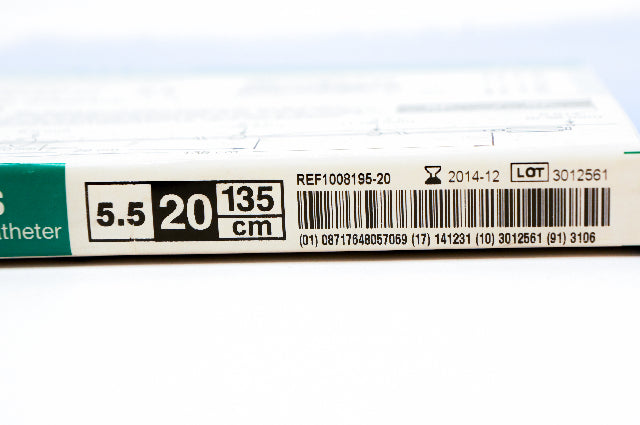 s
atheter
5.5 20 135 cm
REF1008195-20 2014-12 LOT 3012561
(01) 08717648057069 (17) 141231 (10) 3012561 (91) 3106